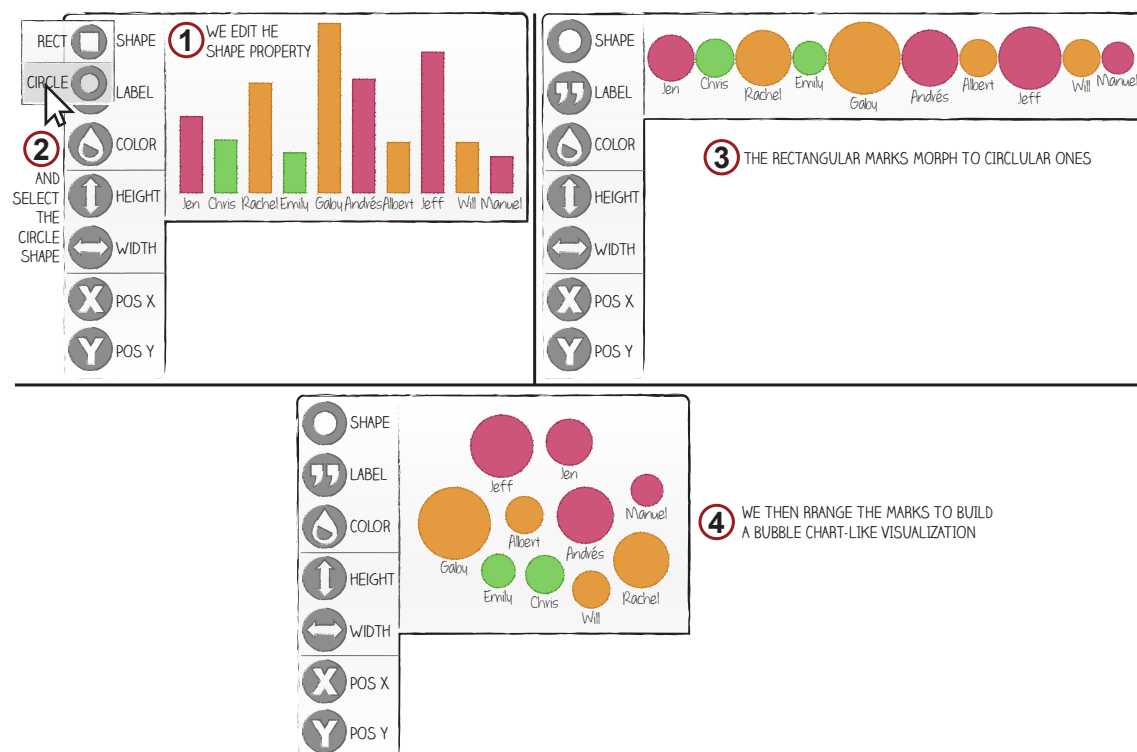 RECT
CIRCLE
2
AND
SELECT
THE
CIRCLE
SHAPE
SHAPE
LABEL
COLOR
HEIGHT
WIDTH
X POS X
Y POS Y
1
WE EDIT HE
SHAPE PROPERTY
Jen Chris Rachel Emily Gaby Andrés Albert Jeff Will Manuel
SHAPE
LABEL
COLOR
HEIGHT
WIDTH
X POS X
Y POS Y
Jen Chris Rachel Emily Gaby Andrés Albert Jeff Will Manuel
3 THE RECTANGULAR MARKS MORPH TO CIRCLULAR ONES
SHAPE
LABEL
COLOR
HEIGHT
WIDTH
X POS X
Y POS Y
Jeff
Jen
Manuel
Gaby
Albert
Andrés
Emily
Chris
Will
Rachel
4
WE THEN RRANGE THE MARKS TO BUILD
A BUBBLE CHART-LIKE VISUALIZATION